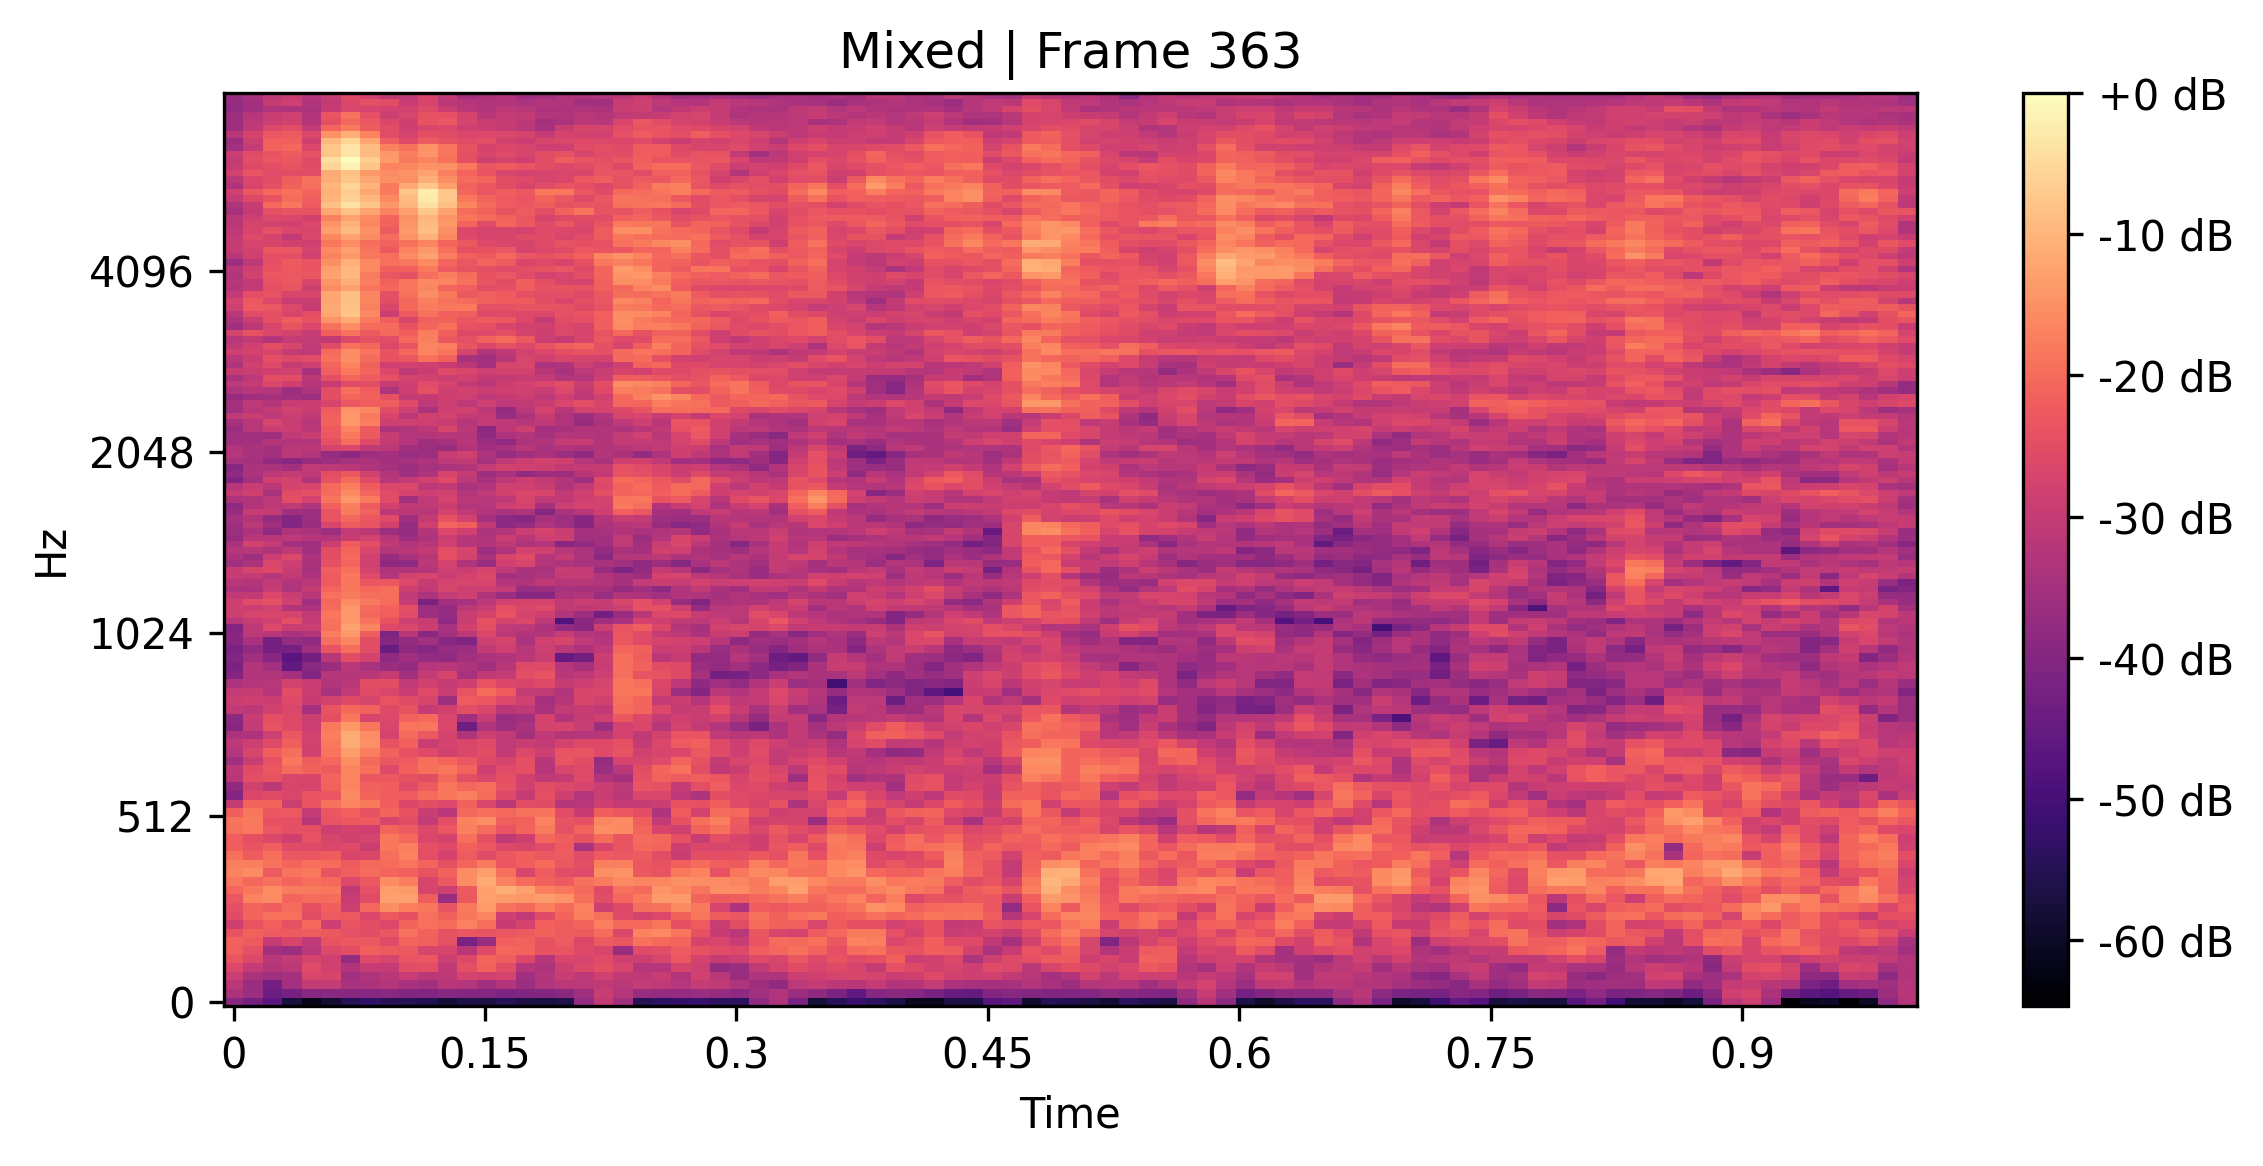 Mixed | Frame 363
+0 dB
-10 dB
-20 dB
-30 dB
-40 dB
-50 dB
-60 dB
Hz
4096
2048
1024
512
0
0 0.15 0.3 0.45 0.6 0.75 0.9
Time